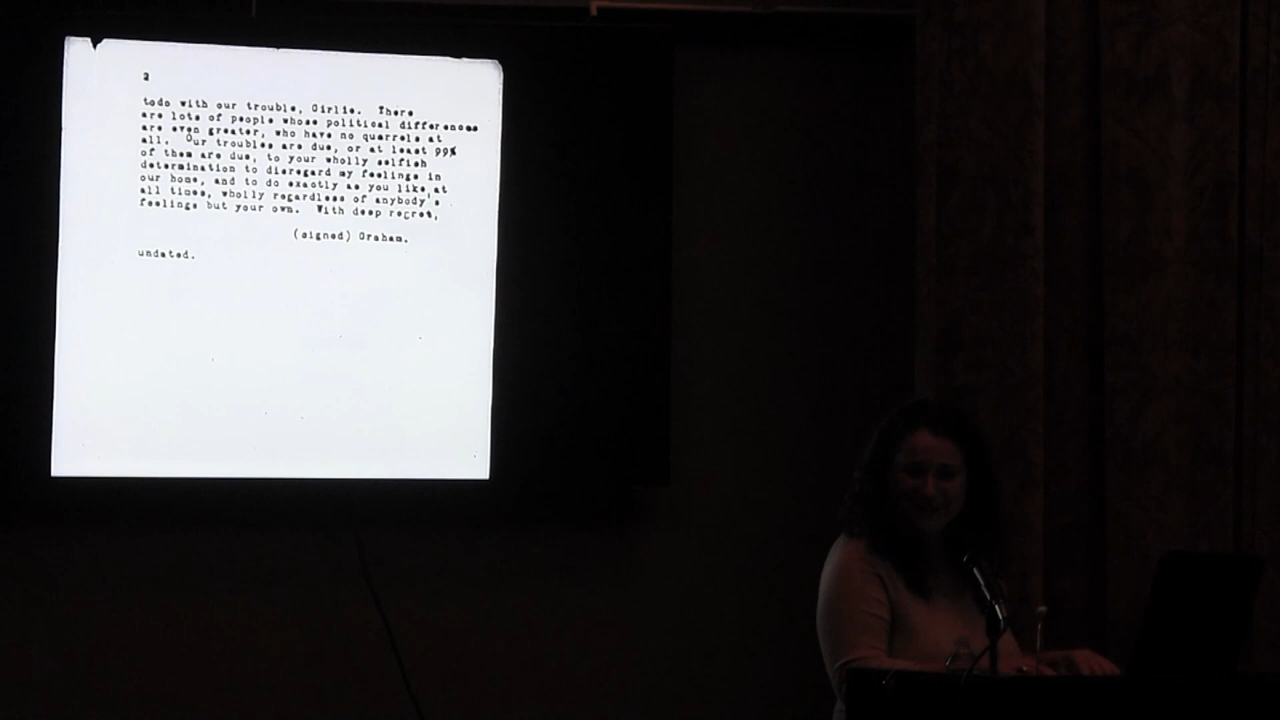 2
todo with our trouble, Girlie. There
are lots of people whose political differences
are even greater, who have no quarrels at
all. Our troubles are due, or at least 99%
of them are due, to your wholly selfish
determination to disregard my feelings in
our home, and to do exactly as you like at
all times, wholly regardless of anybody's
feelings but your own. With deep regret,
(signed) Graham.
undated.